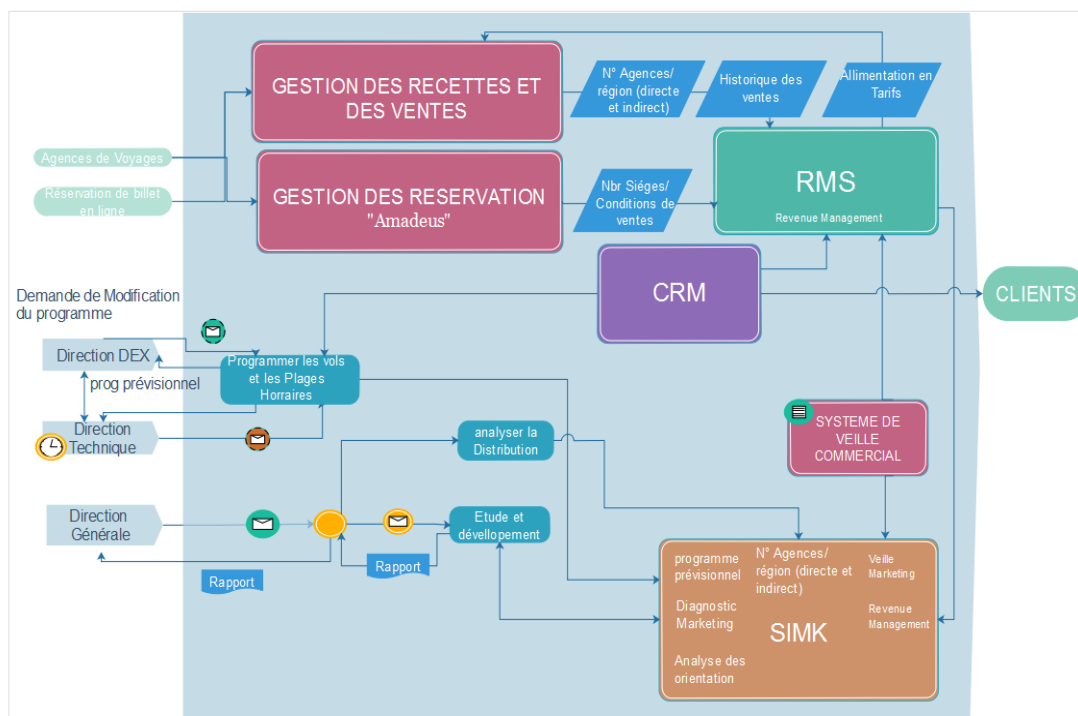 GESTION DES RECETTES ET
DES VENTES
N° Agences/
région (directe
et indirect)
Historique des
ventes
Allimentation en
Tarifs
Agences de Voyages
Réservation de billet
en ligne
GESTION DES RESERVATION
"Amadeus"
Nbr Siéges/
Conditions de
ventes
RMS
Revenue Management
CRM
CLIENTS
Demande de Modification
du programme
Direction DEX
prog prévisionnel
Programmer les vols
et les Plages
Horraires
Direction
Technique
analyser la
Distribution
SYSTEME DE
VEILLE
COMMERCIAL
Direction
Générale
Etude et
dévellopement
Rapport
Rapport
programme
prévisionnel
N° Agences/
région (directe et
indirect)
Veille
Marketing
Diagnostic
Marketing
SIMK
Revenue
Management
Analyse des
orientation